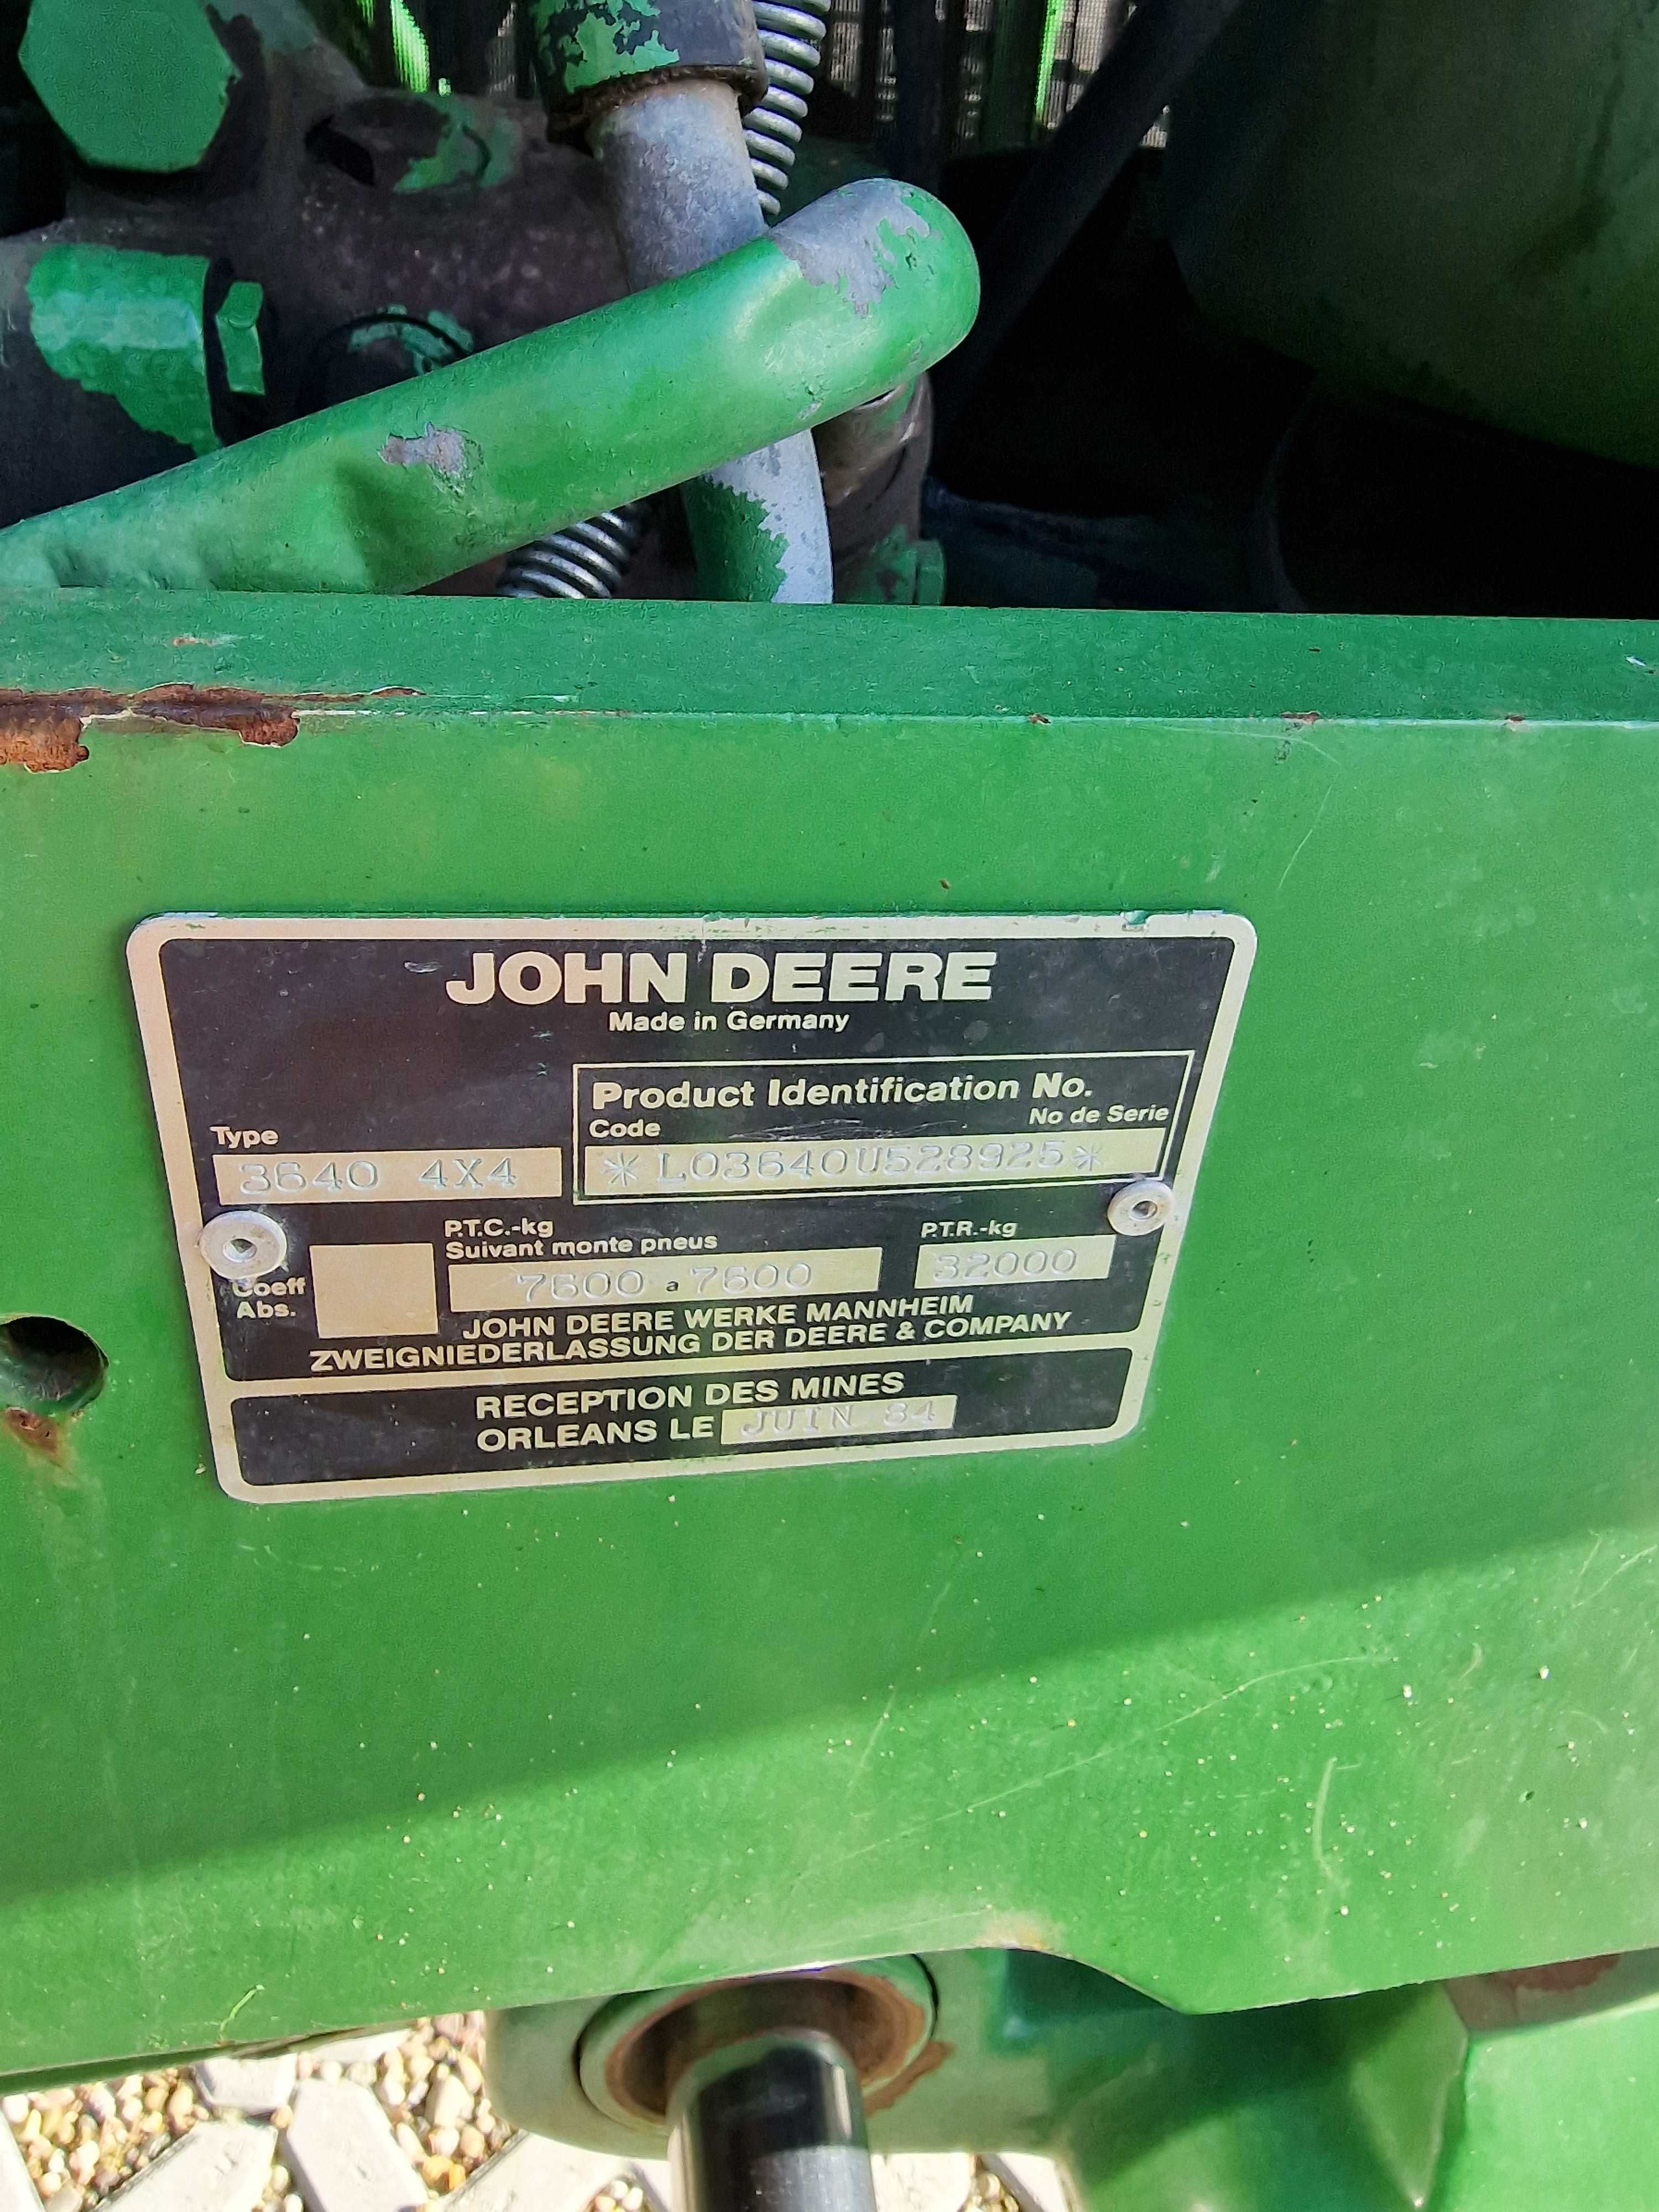 JOHN DEERE
Made in Germany
Product Identification No.
Type
Code
No de Serie
3640 4X4
*L03640U528925*
P.T.C.-kg
Suivant monte pneus
P.T.R.-kg
Coeff
Abs.
7600 a 7600
32000
JOHN DEERE WERKE MANNHEIM
ZWEIGNIEDERLASSUNG DER DEERE & COMPANY
RECEPTION DES MINES
ORLEANS LE JUIN 84